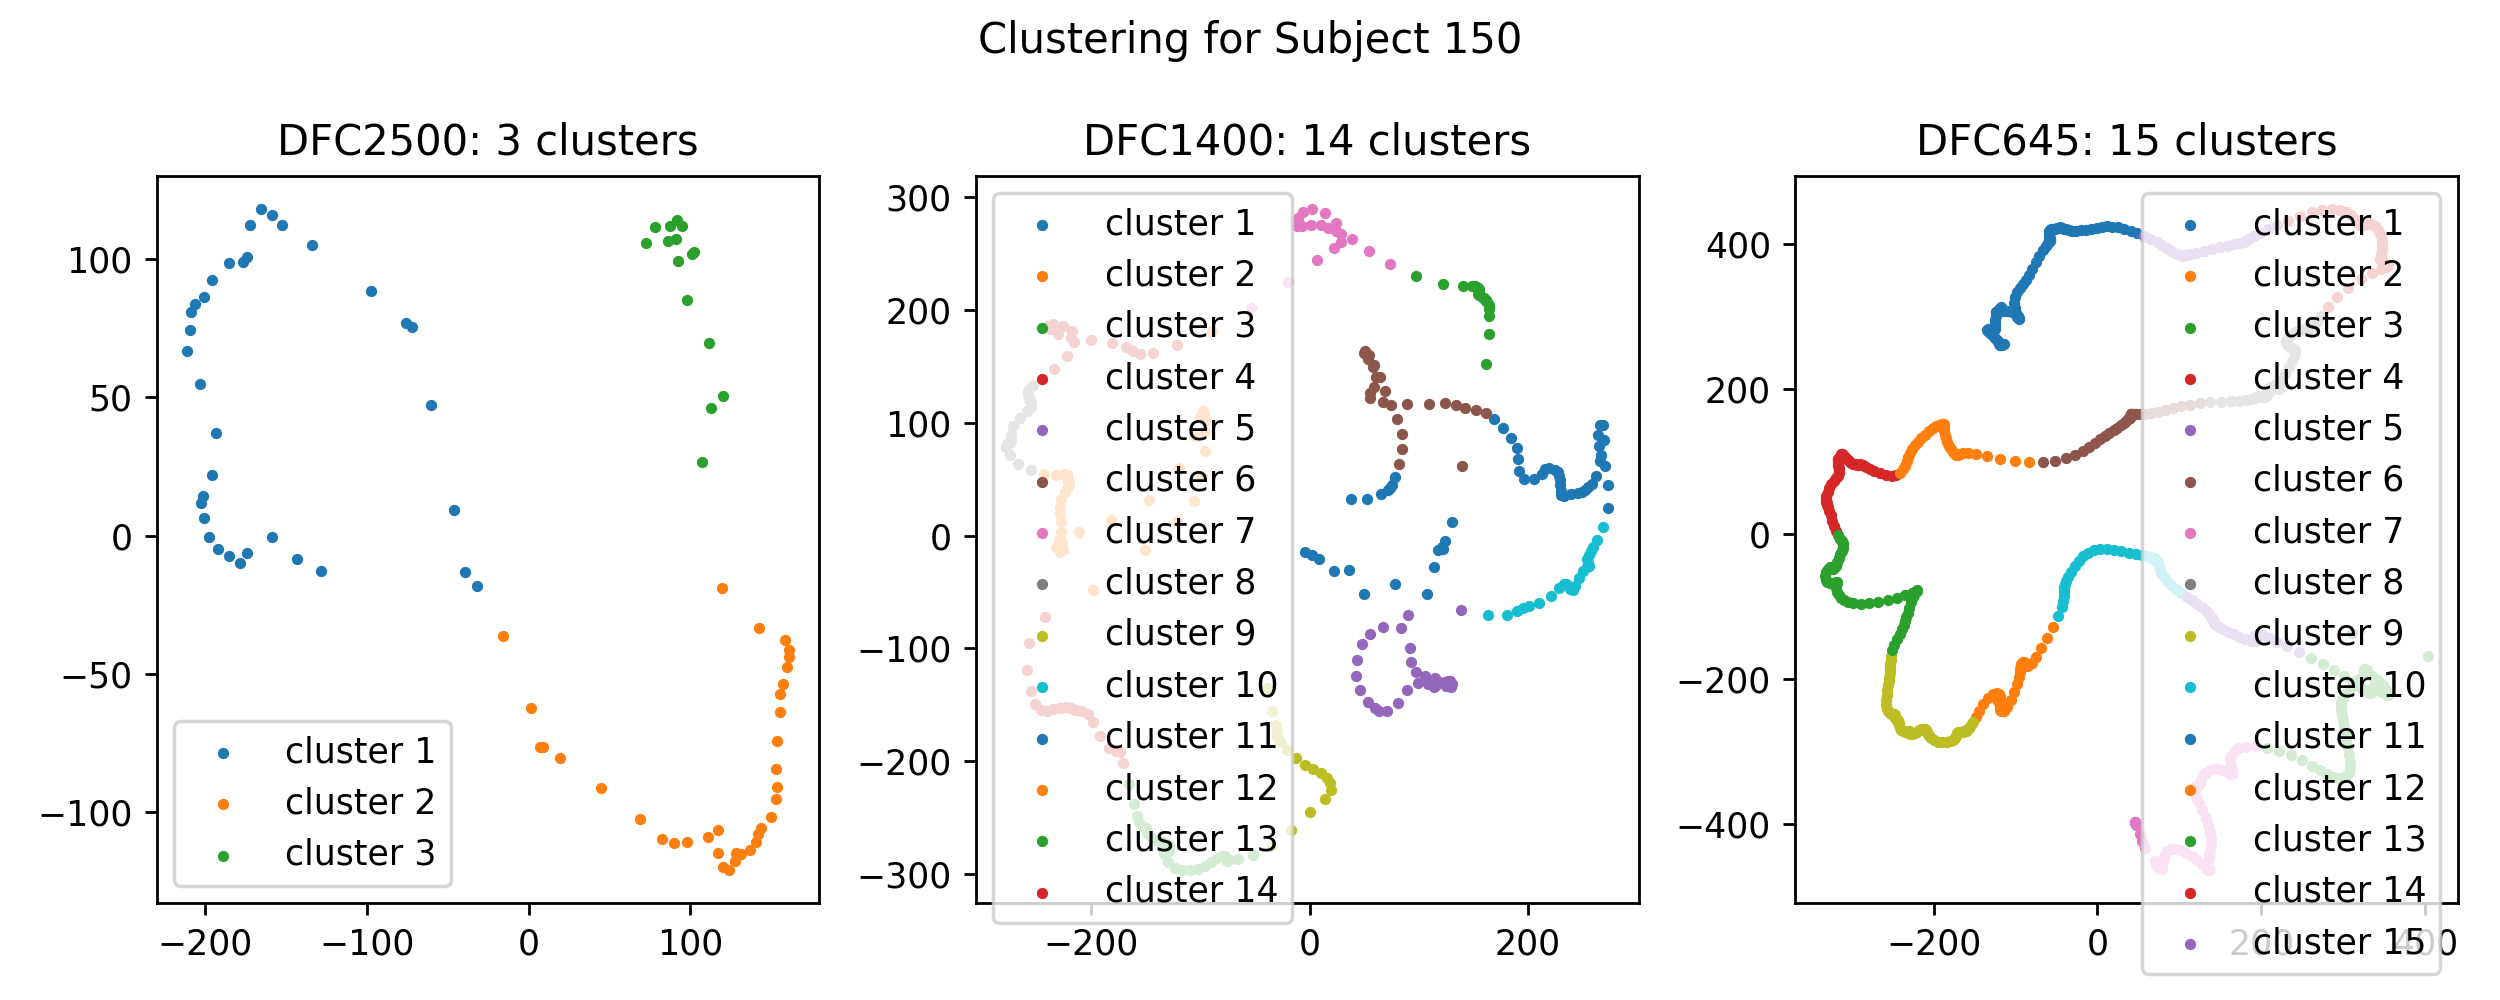 Clustering for Subject 150
DFC2500: 3 clusters
100
50
0
−50
−100
−200
−100
0
100
cluster 1
cluster 2
cluster 3
DFC1400: 14 clusters
300
200
100
0
−100
−200
−300
−200
0
200
cluster 1
cluster 2
cluster 3
cluster 4
cluster 5
cluster 6
cluster 7
cluster 8
cluster 9
cluster 10
cluster 11
cluster 12
cluster 13
cluster 14
DFC645: 15 clusters
400
200
0
−200
−400
−200
0
200
400
cluster 1
cluster 2
cluster 3
cluster 4
cluster 5
cluster 6
cluster 7
cluster 8
cluster 9
cluster 10
cluster 11
cluster 12
cluster 13
cluster 14
cluster 15